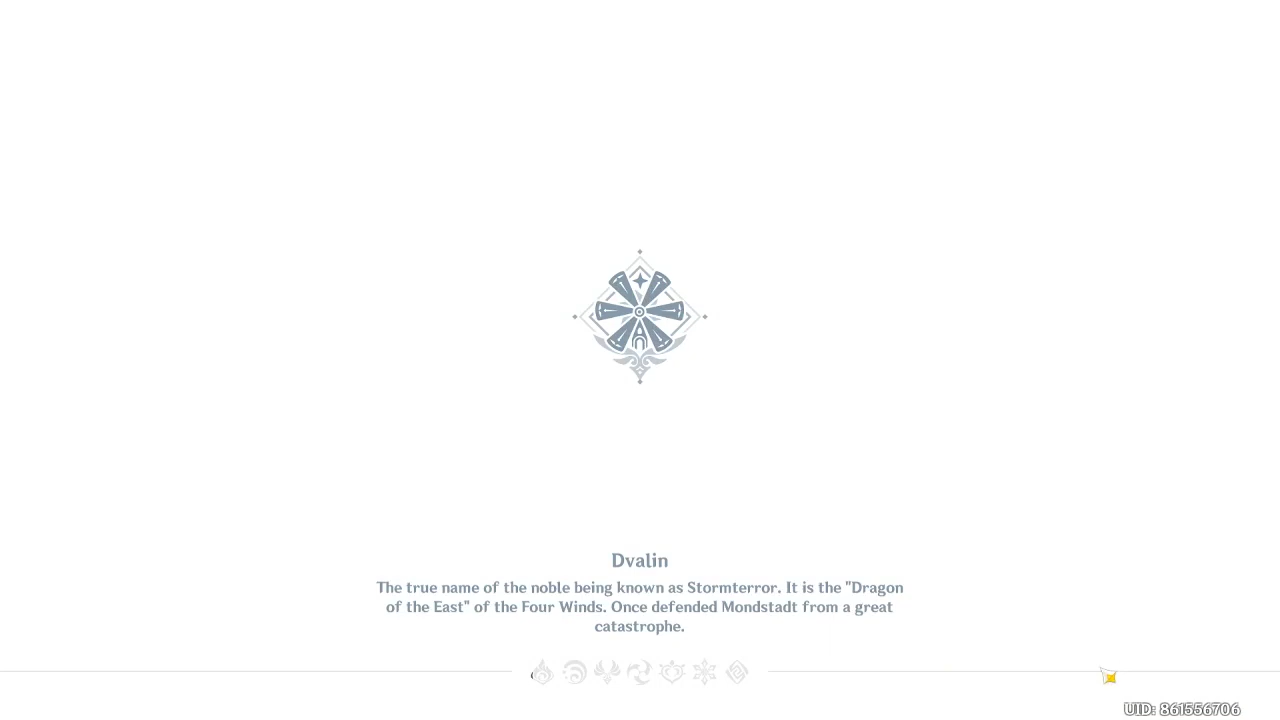 Dvalin
The true name of the noble being known as Stormterror. It is the "Dragon
of the East" of the Four Winds. Once defended Mondstadt from a great
catastrophe.
UID: 861556706